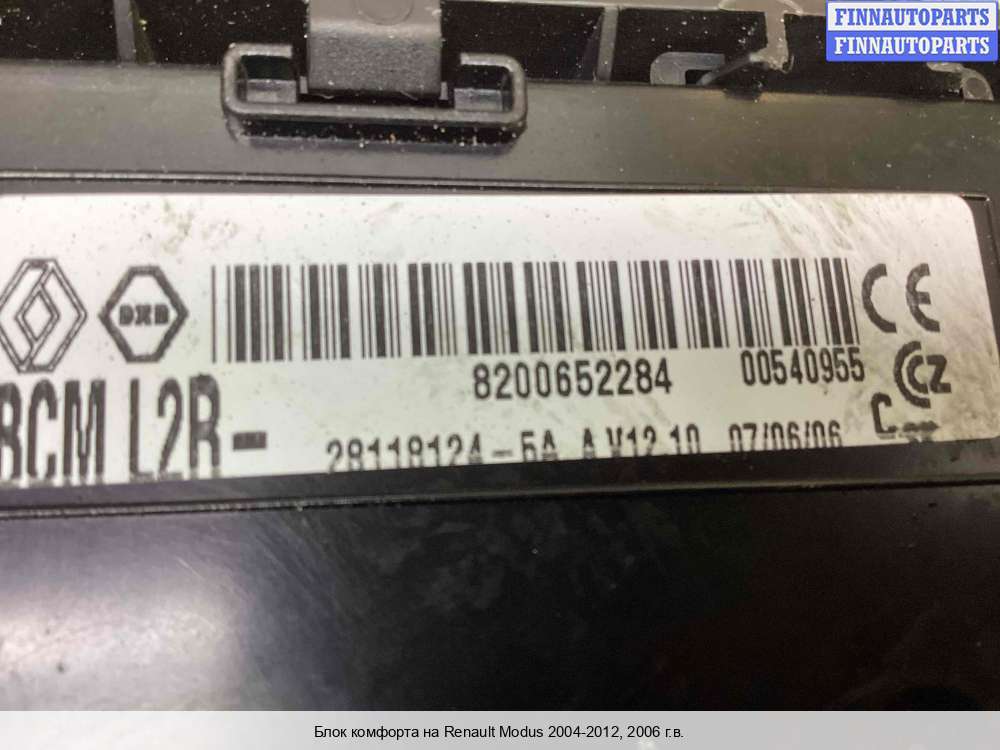 FINNAUTOPARTS
FINNAUTOPARTS
8200652284 00540955
BCM L2R- 28118124-5A A V12.10 07/06/06
Блок комфорта на Renault Modus 2004-2012, 2006 г.в.